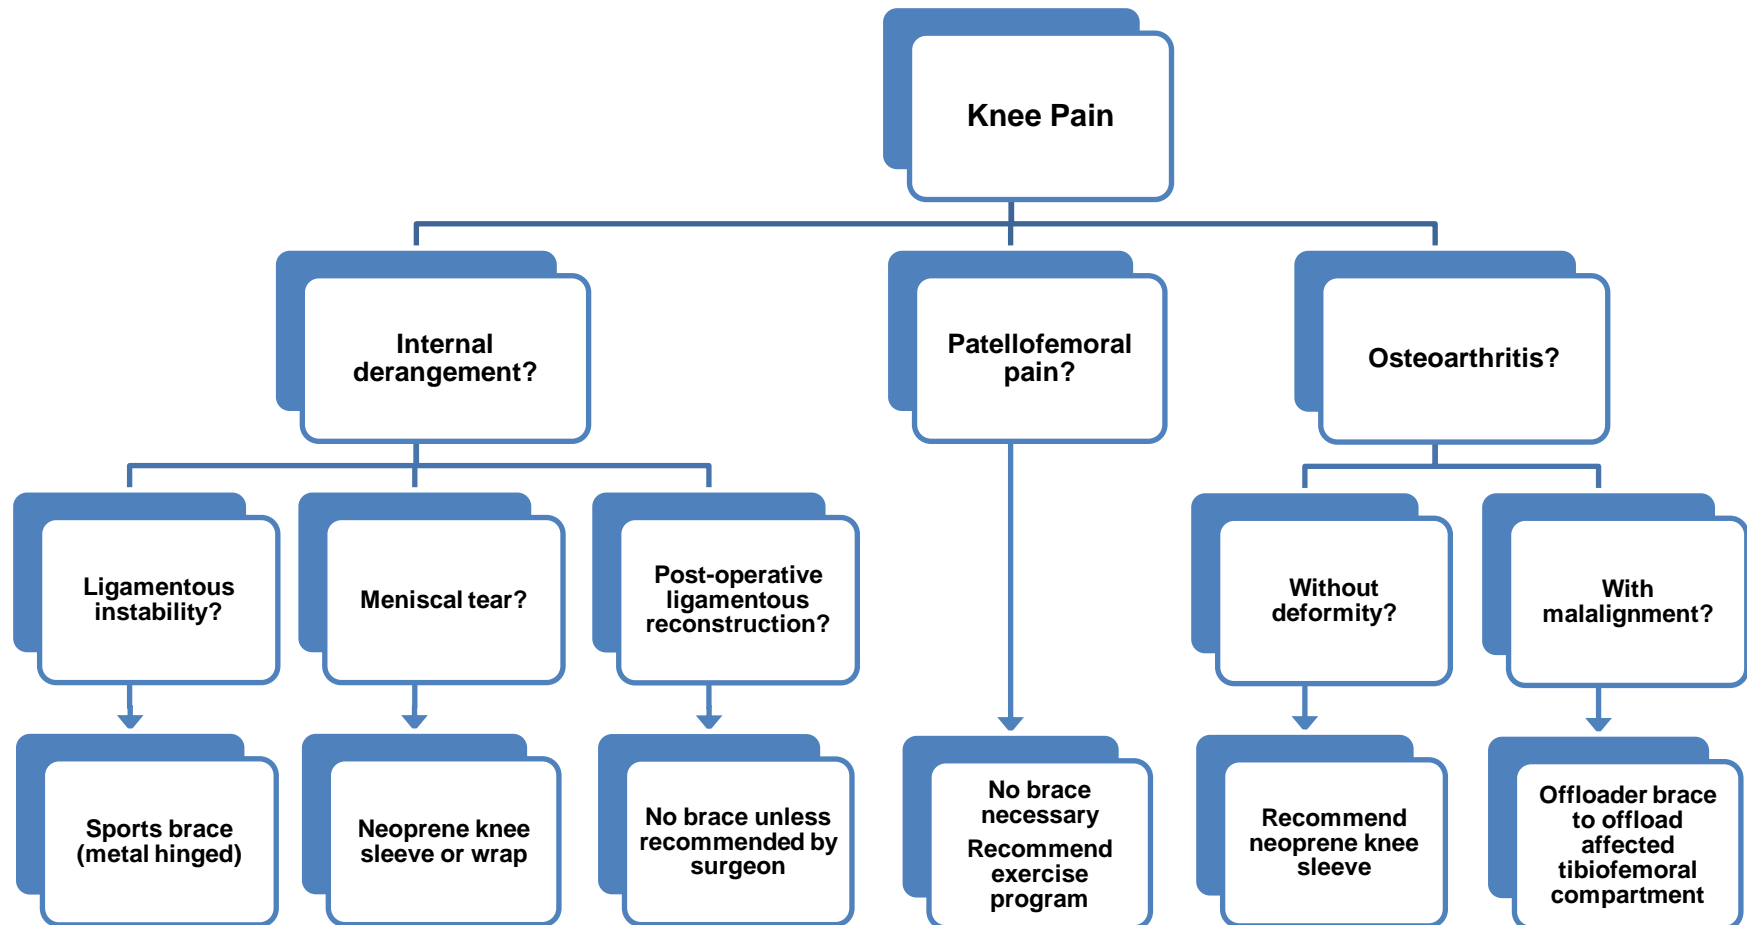 Knee Pain
Internal
derangement?
Patellofemoral
pain?
Osteoarthritis?
Ligamentous
instability?
Meniscal tear?
Post-operative
ligamentous
reconstruction?
Without
deformity?
With
malalignment?
Sports brace
(metal hinged)
Neoprene knee
sleeve or wrap
No brace unless
recommended by
surgeon
No brace
necessary
Recommend
exercise
program
Recommend
neoprene knee
sleeve
Offloader brace
to offload
affected
tibiofemoral
compartment